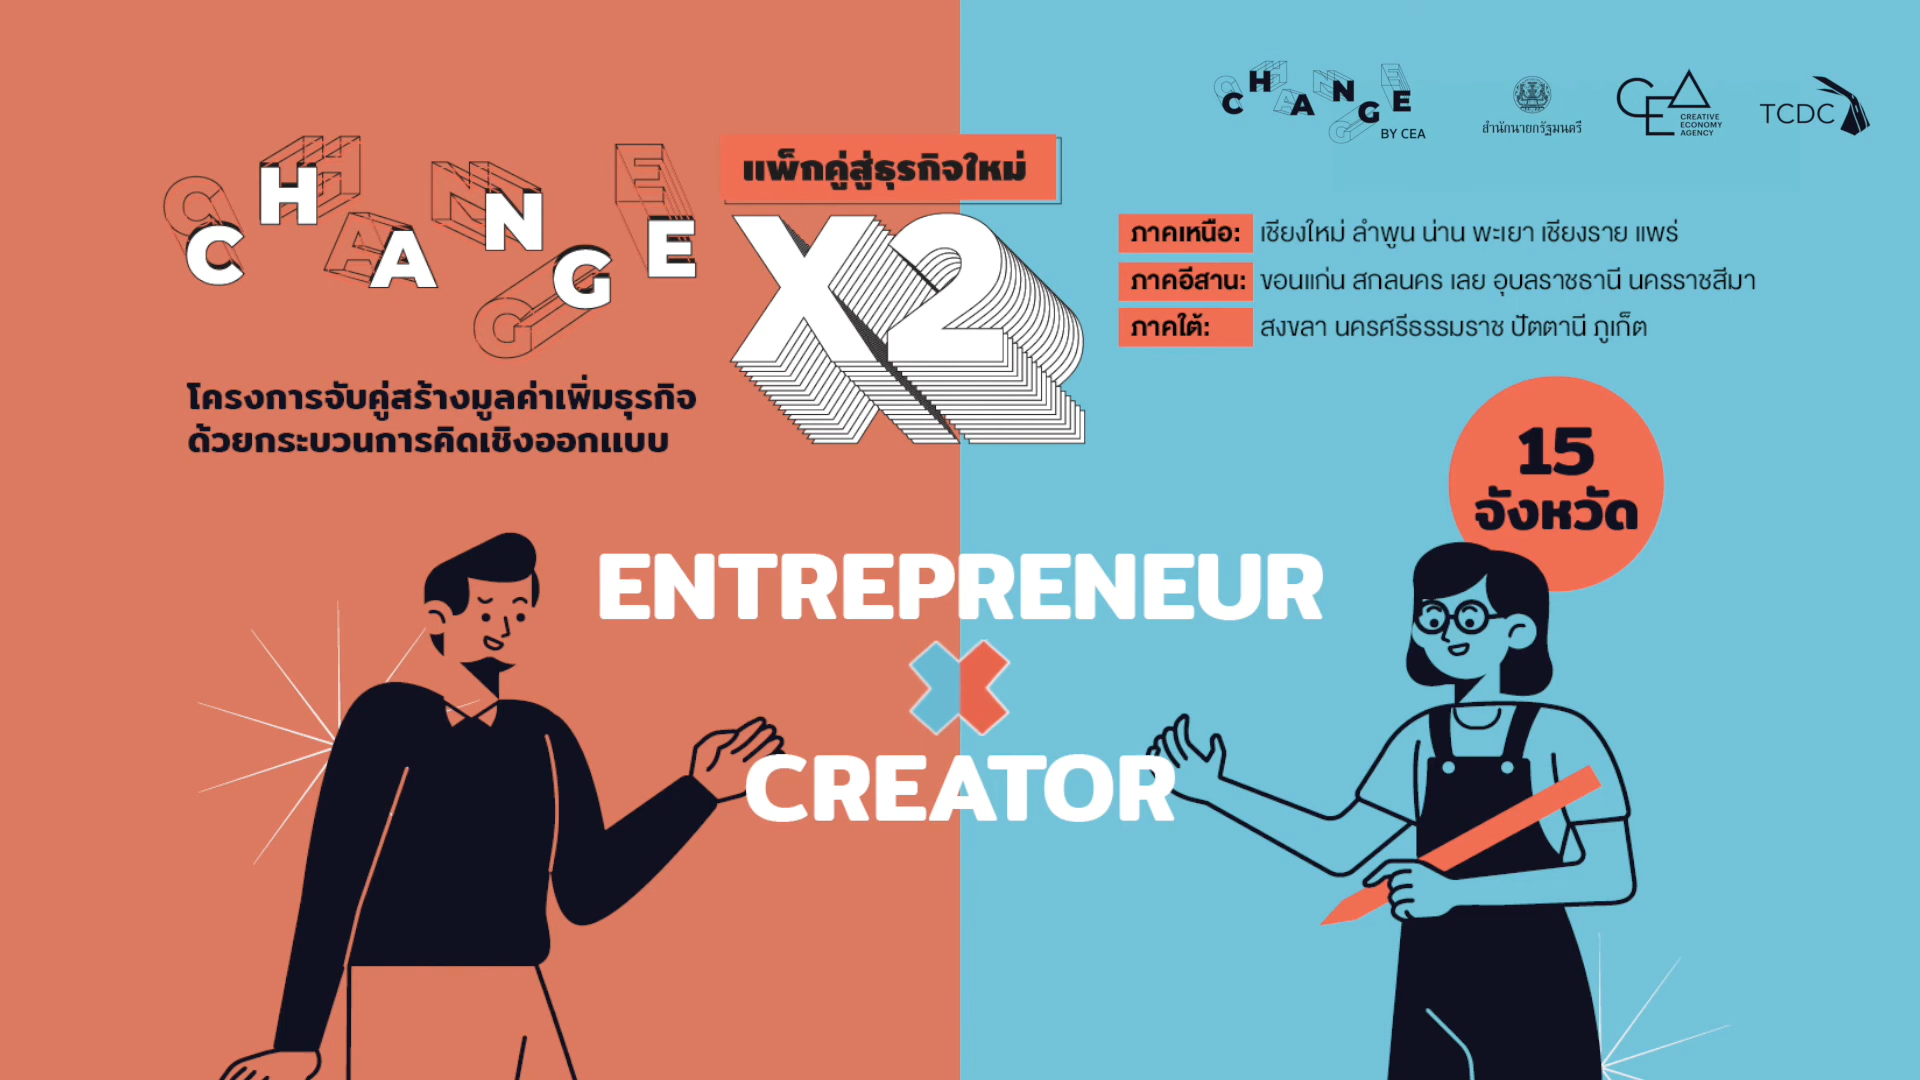 CHANGE
แพ็กคู่สู่ธุรกิจใหม่
X2
โครงการจับคู่สร้างมูลค่าเพิ่มธุรกิจ
ด้วยกระบวนการคิดเชิงออกแบบ
CHANGE
BY CEA
สำนักนายกรัฐมนตรี
CEA
CREATIVE
ECONOMY
AGENCY
TCDC
ภาคเหนือ: เชียงใหม่ ลำพูน น่าน พะเยา เชียงราย แพร่
ภาคอีสาน: ขอนแก่น สกลนคร เลย อุบลราชธานี นครราชสีมา
ภาคใต้: สงขลา นครศรีธรรมราช ปัตตานี ภูเก็ต
15
จังหวัด
ENTREPRENEUR
X
CREATOR